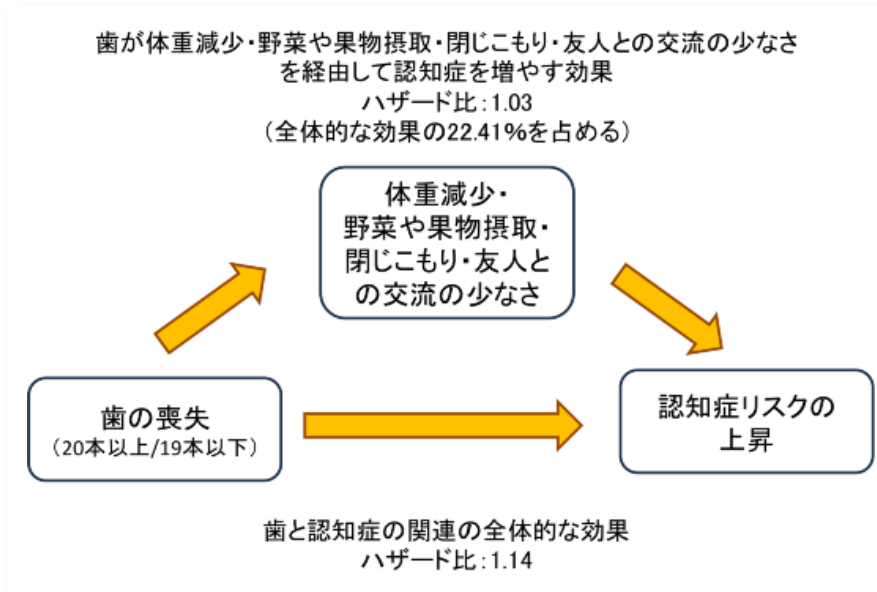 歯が体重減少・野菜や果物摂取・閉じこもり・友人との交流の少なさ
を経由して認知症を増やす効果
ハザード比：1.03
（全体的な効果の22.41％を占める）
体重減少・
野菜や果物摂取・
閉じこもり・友人と
の交流の少なさ
歯の喪失
（20本以上/19本以下）
認知症リスクの
上昇
歯と認知症の関連の全体的な効果
ハザード比：1.14